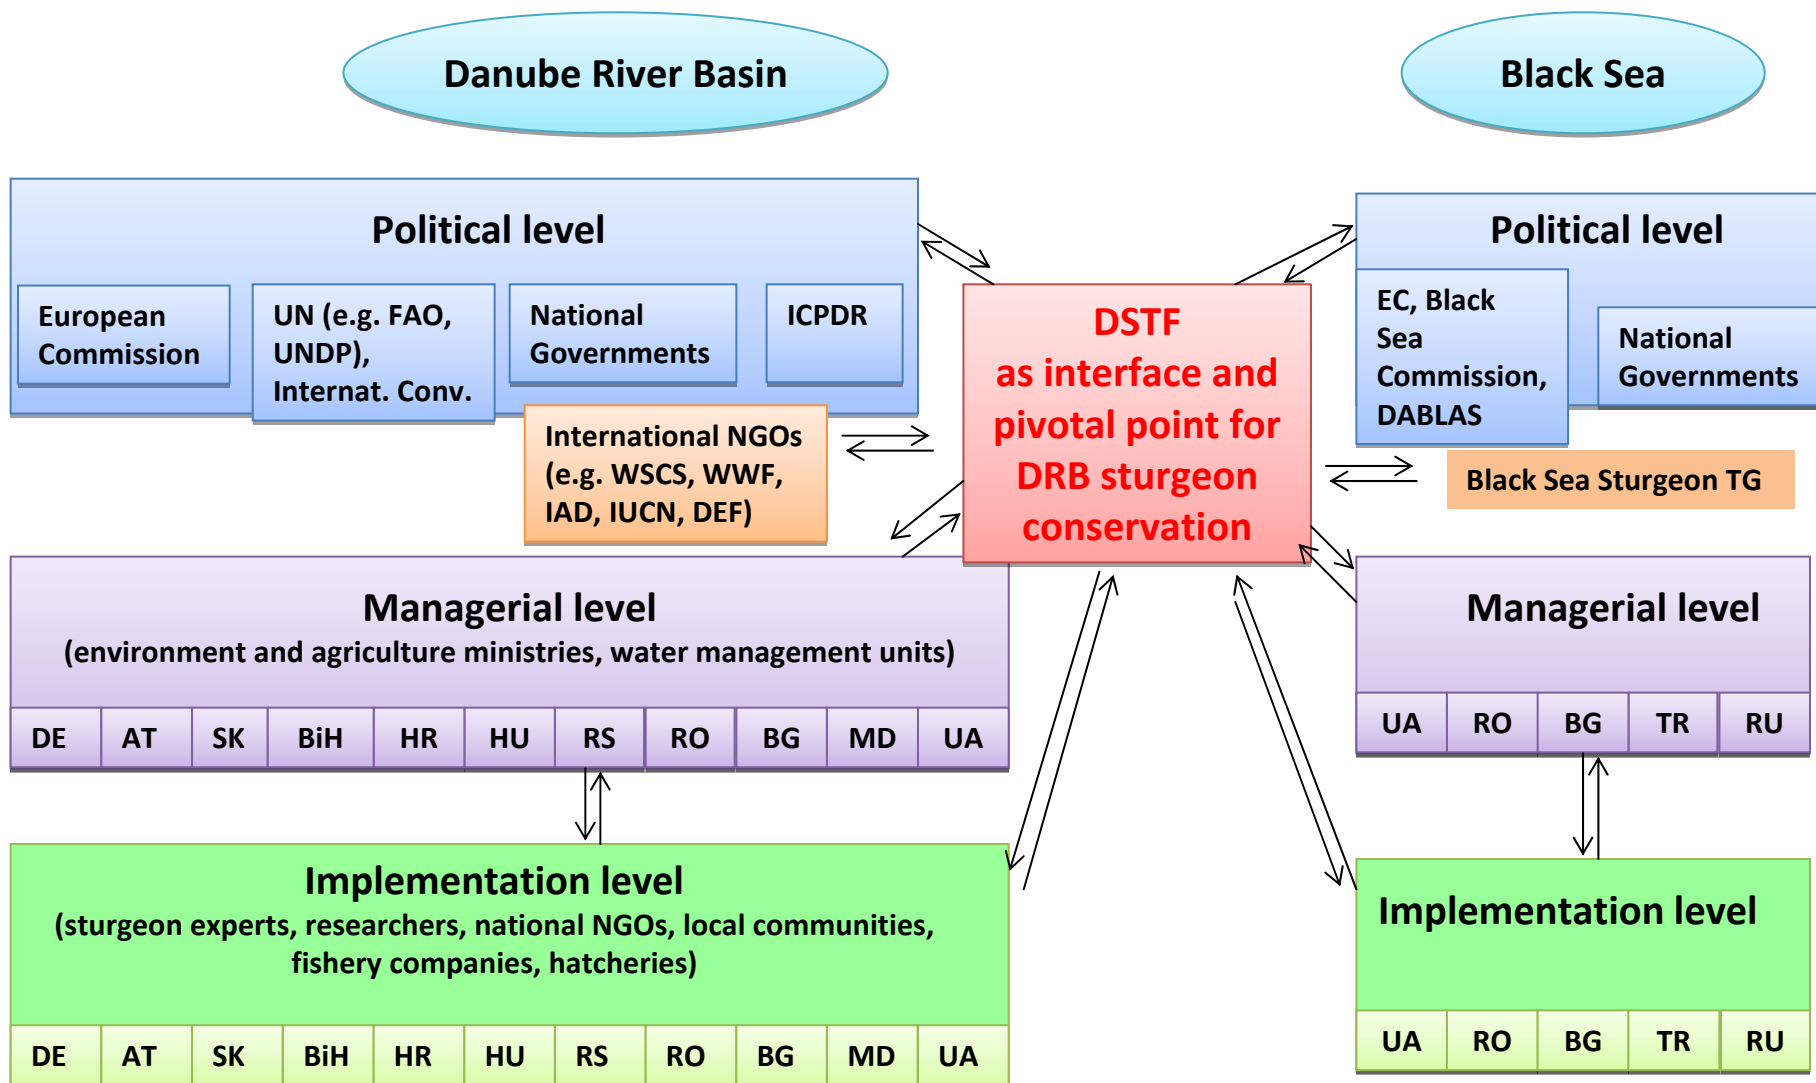 Danube River Basin
Black Sea
Political level
European
Commission
UN (e.g. FAO,
UNDP),
Internat. Conv.
National
Governments
ICPDR
International NGOs
(e.g. WSCS, WWF,
IAD, IUCN, DEF)
DSTF
as interface and
pivotal point for
DRB sturgeon
conservation
Political level
EC, Black
Sea
Commission,
DABLAS
National
Governments
Black Sea Sturgeon TG
Managerial level
(environment and agriculture ministries, water management units)
DE AT SK BiH HR HU RS RO BG MD UA
Managerial level
UA RO BG TR RU
Implementation level
(sturgeon experts, researchers, national NGOs, local communities,
fishery companies, hatcheries)
DE AT SK BiH HR HU RS RO BG MD UA
Implementation level
UA RO BG TR RU